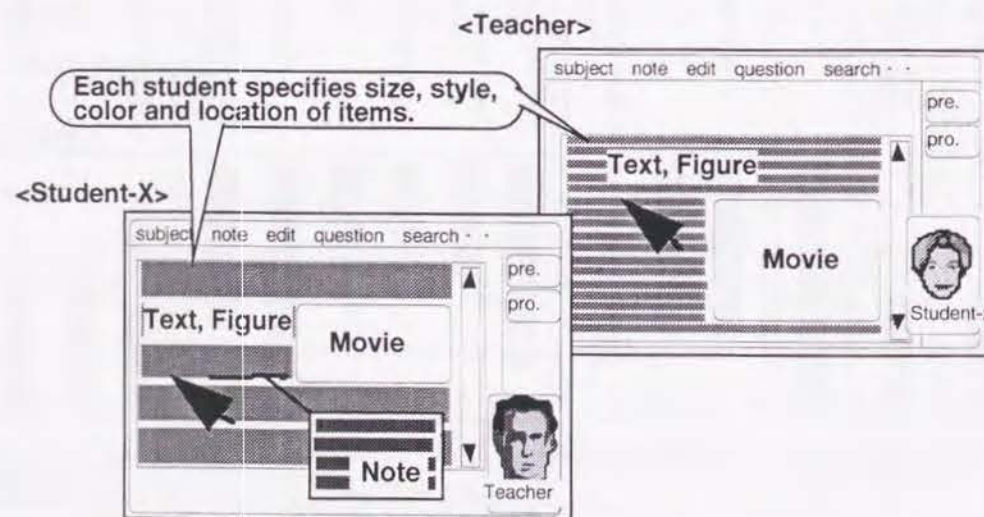 <Teacher>
subject note edit question search · ·
Each student specifies size, style,
color and location of items.
pre.
pro.
Text, Figure
Movie
Student-
<Student-X>
subject note edit question search · ·
pre.
pro.
Text, Figure
Movie
Note
Teacher